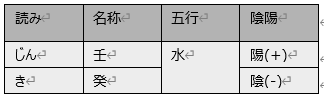 読み 名称 五行 陰陽
じん 壬 水 陽(+)
き 癸 陰(-)